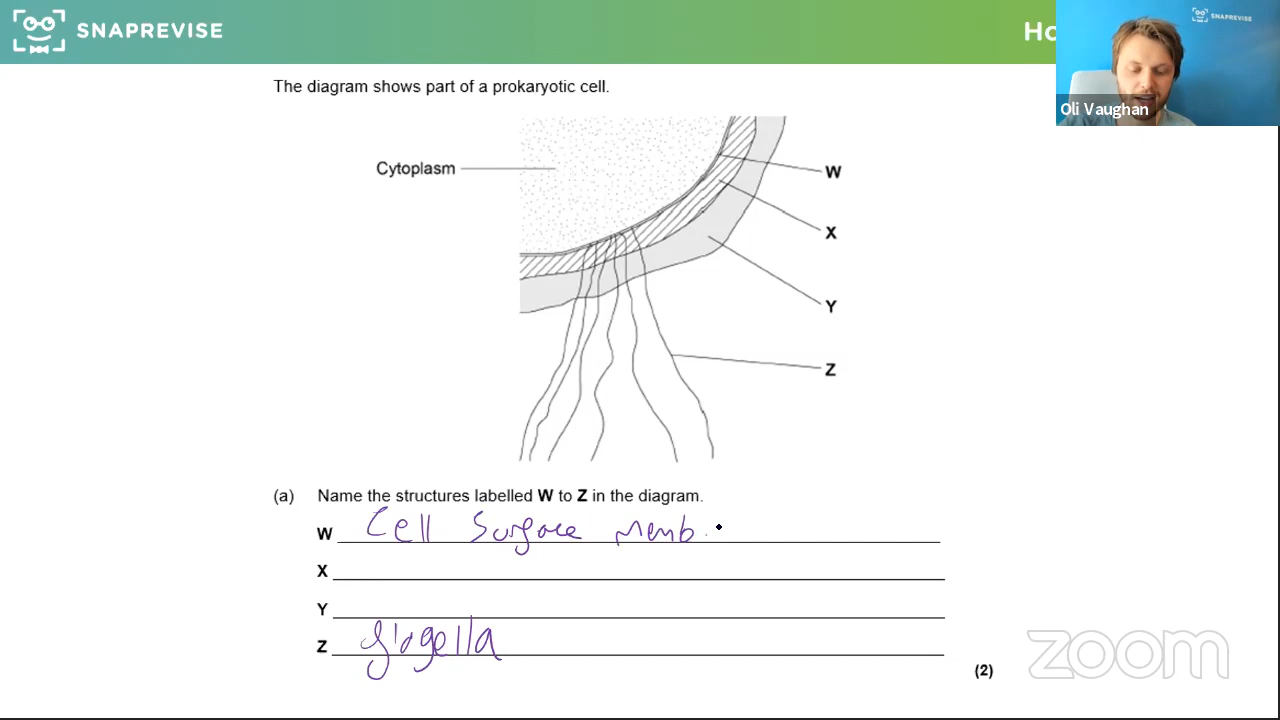 SNAPREVISE
Ho
SNAPREVISE
Oli Vaughan
The diagram shows part of a prokaryotic cell.
Cytoplasm
W
X
Y
Z
(a) Name the structures labelled W to Z in the diagram.
W Cell Surface Memb.
X
Y
Z flagella
(2)
zoom